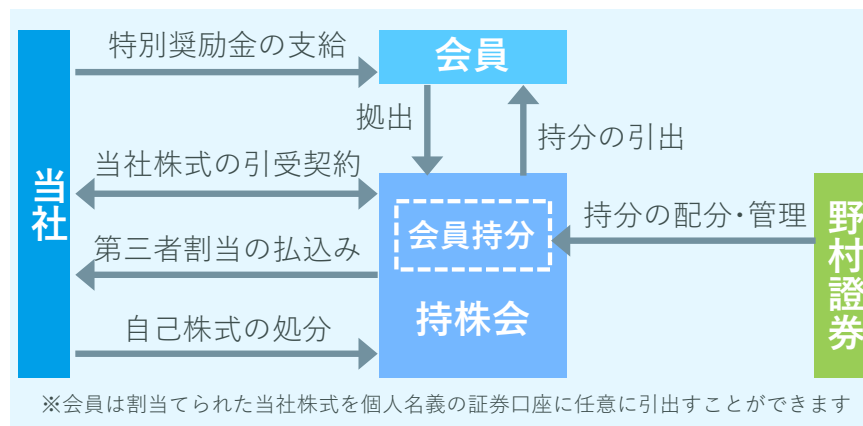 特別奨励金の支給
会員
拠出
持分の引出
当社株式の引受契約
当社
会員持分
持分の配分・管理
野村證券
第三者割当の払込み
持株会
自己株式の処分
※会員は割当てられた当社株式を個人名義の証券口座に任意に引出すことができます